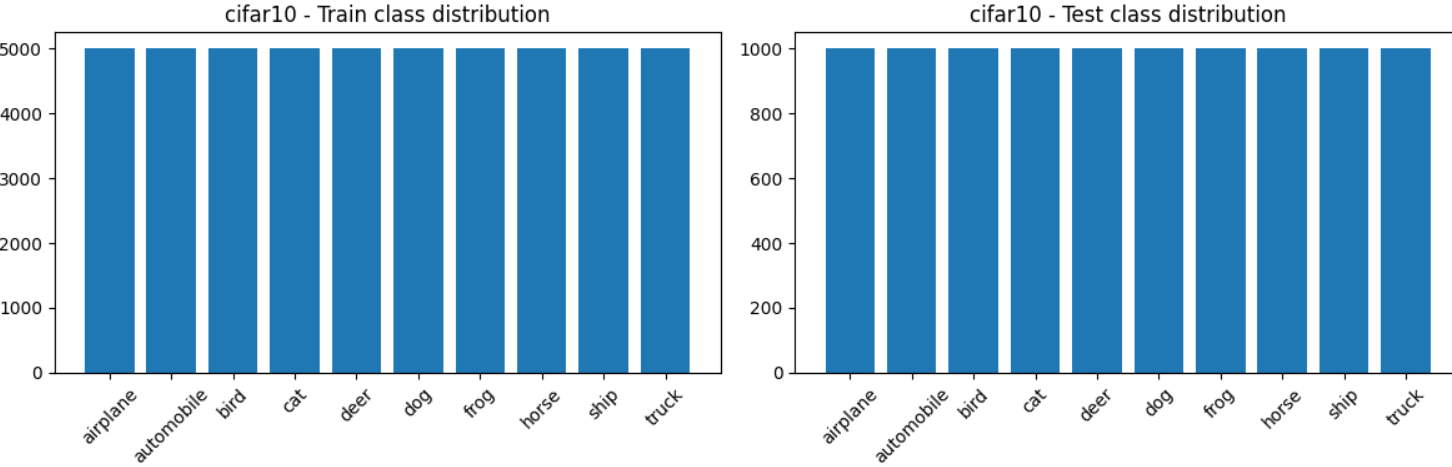 cifar10 - Train class distribution
5000
4000
3000
2000
1000
0
airplane
automobile
bird
cat
deer
dog
frog
horse
ship
truck
cifar10 - Test class distribution
1000
800
600
400
200
0
airplane
automobile
bird
cat
deer
dog
frog
horse
ship
truck